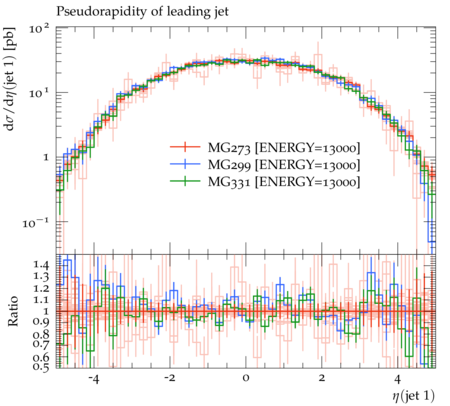 Pseudorapidity of leading jet
dσ/dη(jet 1) [pb]
10²
10¹
1
10⁻¹
MG273 [ENERGY=13000]
MG299 [ENERGY=13000]
MG331 [ENERGY=13000]
Ratio
1.4
1.3
1.2
1.1
1
0.9
0.8
0.7
0.6
0.5
-4 -2 0 2 4
η(jet 1)